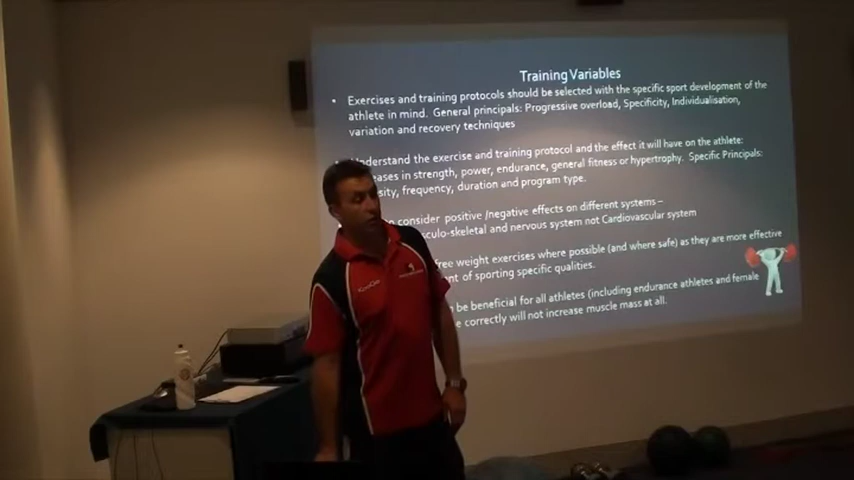 Training Variables
• Exercises and training protocols should be selected with the specific sport development of the
athlete in mind. General principals: Progressive overload, Specificity, Individualisation,
variation and recovery techniques
nderstand the exercise and training protocol and the effect it will have on the athlete:
eases in strength, power, endurance, general fitness or hypertrophy. Specific Principals:
sity, frequency, duration and program type.
consider positive /negative effects on different systems –
sculo-skeletal and nervous system not Cardiovascular system
free weight exercises where possible (and where safe) as they are more effective
ent of sporting specific qualities.
be beneficial for all athletes (including endurance athletes and female
e correctly will not increase muscle mass at all.